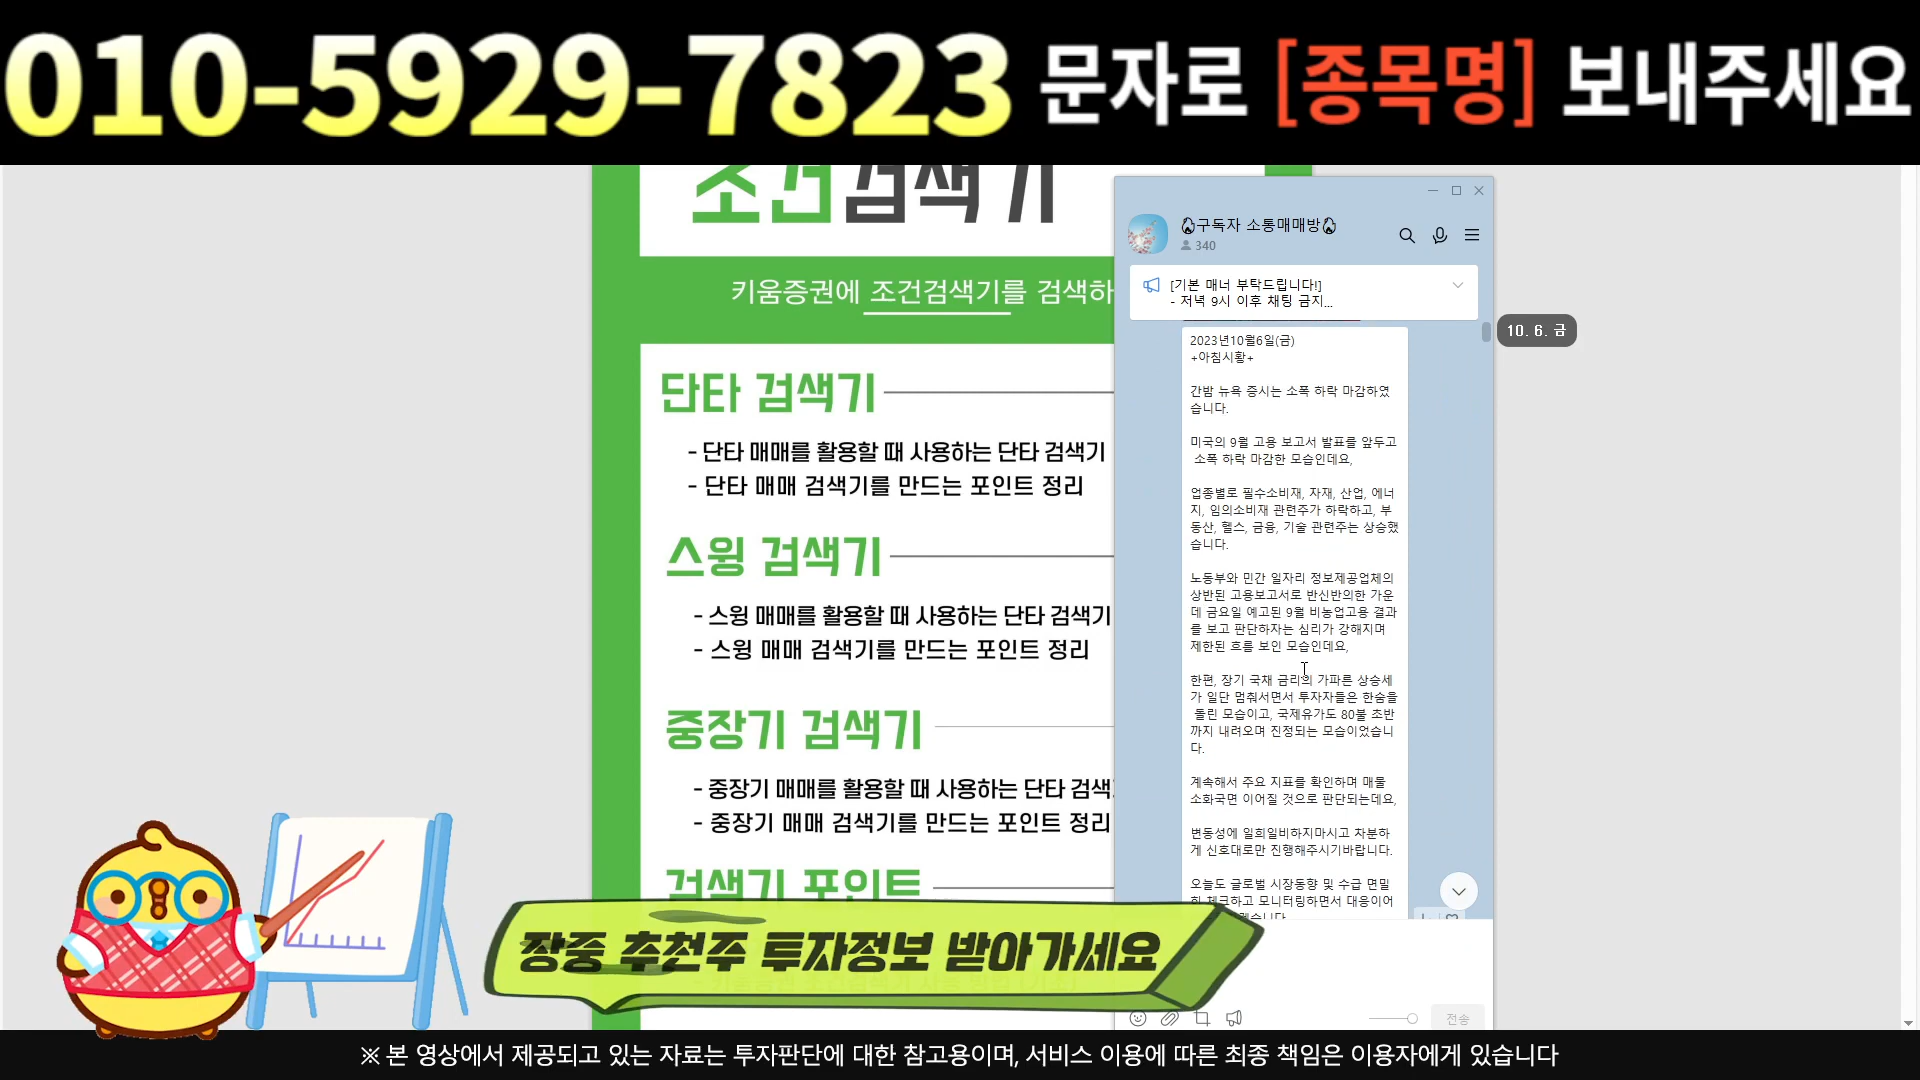 010-5929-7823 문자로 [종목명] 보내주세요
조건검색기
키움증권에 조건검색기를 검색하
단타 검색기
- 단타 매매를 활용할 때 사용하는 단타 검색기
- 단타 매매 검색기를 만드는 포인트 정리
스윙 검색기
- 스윙 매매를 활용할 때 사용하는 단타 검색기
- 스윙 매매 검색기를 만드는 포인트 정리
중장기 검색기
- 중장기 매매를 활용할 때 사용하는 단타 검색
- 중장기 매매 검색기를 만드는 포인트 정리
검색기 포인트
구독자 소통매매방
340
[기본 매너 부탁드립니다!]
- 저녁 9시 이후 채팅 금지...
10. 6. 금
2023년10월6일(금)
+아침시황+
간밤 뉴욕 증시는 소폭 하락 마감하였
습니다.
미국의 9월 고용 보고서 발표를 앞두고
소폭 하락 마감한 모습인데요,
업종별로 필수소비재, 자재, 산업, 에너
지, 임의소비재 관련주가 하락하고, 부
동산, 헬스, 금융, 기술 관련주는 상승했
습니다.
노동부와 민간 일자리 정보제공업체의
상반된 고용보고서로 반신반의한 가운
데 금요일 예고된 9월 비농업고용 결과
를 보고 판단하자는 심리가 강해지며
제한된 흐름 보인 모습인데요,
한편, 장기 국채 금리의 가파른 상승세
가 일단 멈춰서면서 투자자들은 한숨을
돌린 모습이고, 국제유가도 80불 초반
까지 내려오며 진정되는 모습이었습니
다.
계속해서 주요 지표를 확인하며 매물
소화국면 이어질 것으로 판단되는데요,
변동성에 일희일비하지마시고 차분하
게 신호대로만 진행해주시기바랍니다.
오늘도 글로벌 시장동향 및 수급 면밀
히 체크하고 모니터링하면서 대응이어
전송
장중 추천주 투자정보 받아가세요
※ 본 영상에서 제공되고 있는 자료는 투자판단에 대한 참고용이며, 서비스 이용에 따른 최종 책임은 이용자에게 있습니다